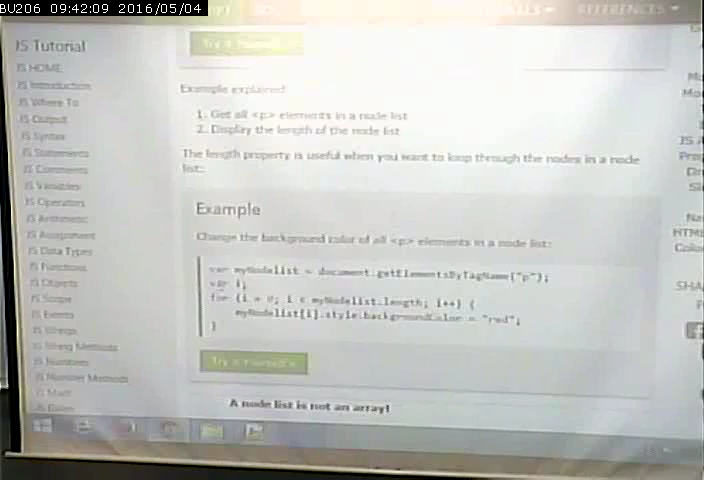 BU206 09:42:09 2016/05/04
REFERENCES
JS Tutorial
JS HOME
JS Introduction
JS Where To
JS Output
JS Syntax
JS Statements
JS Comments
JS Variables
JS Operators
JS Arithmetic
JS Assignment
JS Data Types
JS Functions
JS Objects
JS Scope
JS Events
JS Strings
JS String Methods
JS Numbers
JS Number Methods
JS Math
JS Dates
Example explained
1. Get all <p> elements in a node list
2. Display the length of the node list
The length property is useful when you want to loop through the nodes in a node
list:
Example
Change the background color of all <p> elements in a node list:
var myNodelist = document.getElementsByTagName("p");
var i;
for (i = 0; i < myNodelist.length; i++) {
myNodelist[i].style.backgroundColor = "red";
}
A node list is not an array!